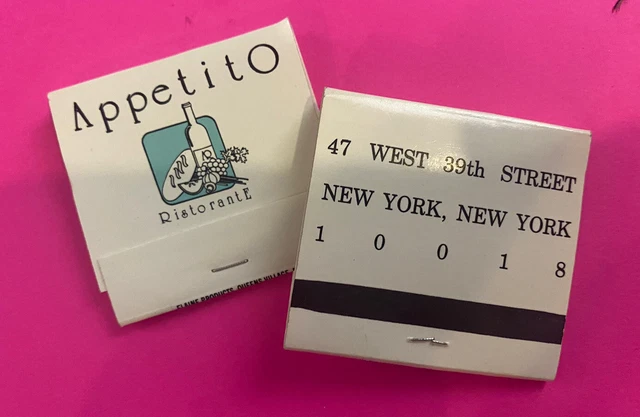 Appetito
RistorantE
ELAINE PRODUCTS, QUEENS VILLAGE
47 WEST 39th STREET
NEW YORK, NEW YORK
1 0 0 1 8